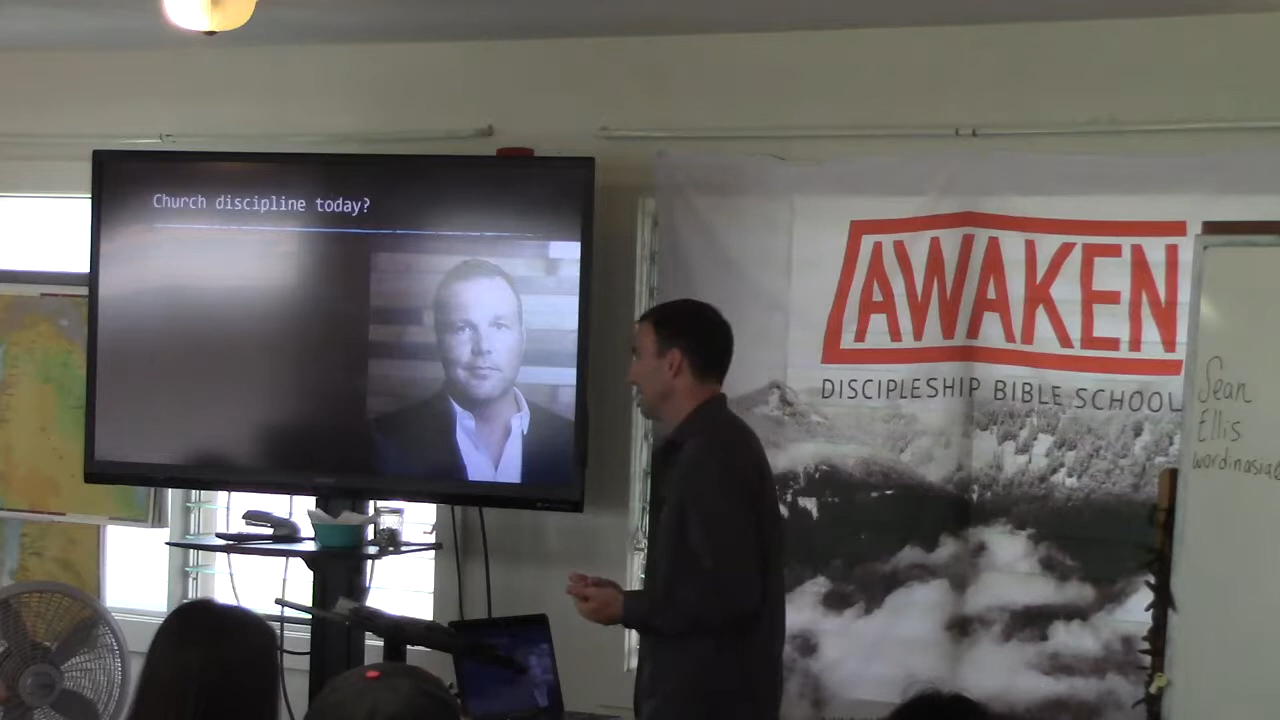 Church discipline today?
AWAKEN
DISCIPLESHIP BIBLE SCHOOL
Sean
Ellis